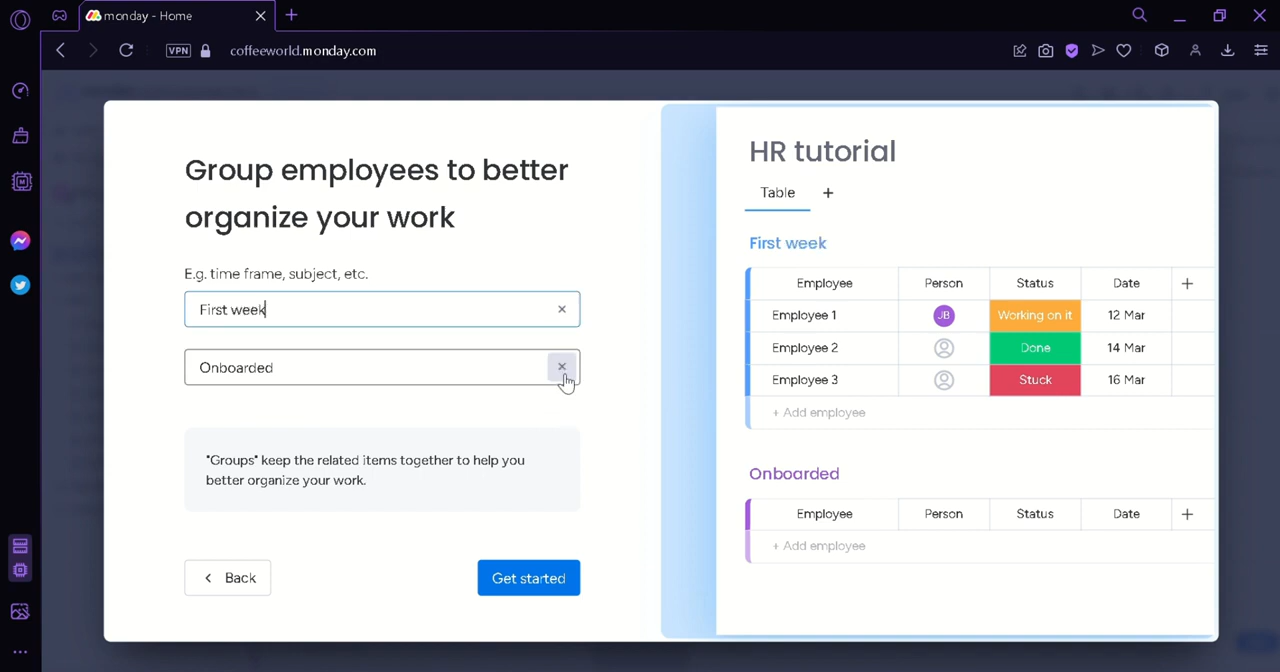 monday - Home
VPN
coffeeworld.monday.com
M
Group employees to better
organize your work
E.g. time frame, subject, etc.
First week
Onboarded
"Groups" keep the related items together to help you
better organize your work.
Back
Get started
HR tutorial
Table +
First week
Employee Person Status Date +
Employee 1 JB Working on it 12 Mar
Employee 2 Done 14 Mar
Employee 3 Stuck 16 Mar
+ Add employee
Onboarded
Employee Person Status Date +
+ Add employee